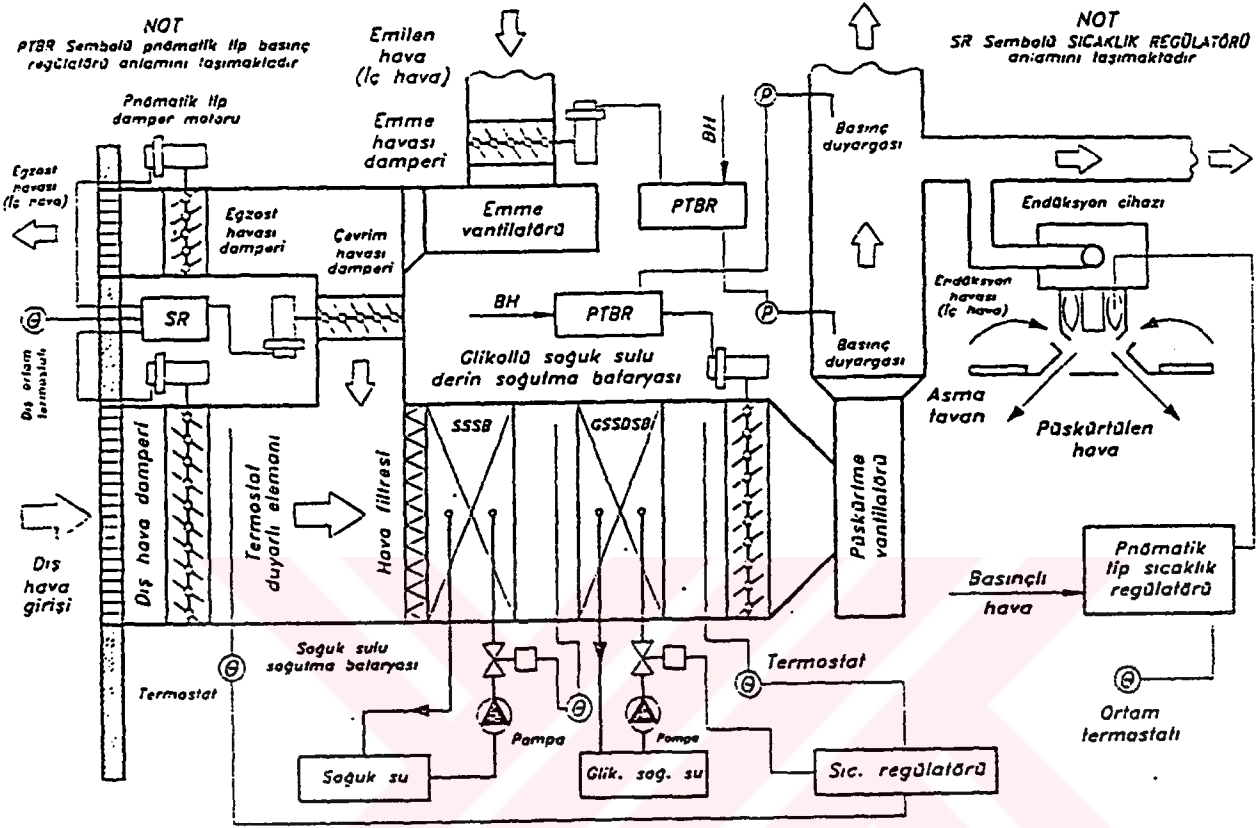 NOT
PTBR Sembolü pnömatik tip basınç
regülatörü anlamını taşımaktadır
Emilen
hava
(İç hava)
NOT
SR Sembolü SICAKLIK REGÜLATÖRÜ
anlamını taşımaktadır
Pnömatik tip
damper motoru
Emme
havası
damperi
BH
P
Basınç
duyargası
Egzost
havası
(İç hava)
Egzost
havası
damperi
Çevrim
havası
damperi
Emme
vantilatörü
PTBR
Endüksyon cihazı
Endüksyon
havası
(İç hava)
θ
SR
BH
PTBR
P
Basınç
duyargası
Dış ortam
termostatı
Glikollü soğuk sulu
derin soğutma bataryası
Asma
tavan
Püskürtülen
hava
SSSB
GSSDSB
Dış hava damperi
Termostat
duyarlı elemanı
Hava filtresi
Püskürtme
vantilatörü
Dış
hava
girişi
Basınçlı
hava
Pnömatik
tip sıcaklık
regülatörü
Soğuk sulu
soğutma bataryası
Termostat
θ
θ
θ
Termostat
θ
Ortam
termostatı
Pompa
Pompa
Soğuk su
Glik. soğ. su
Sıc. regülatörü